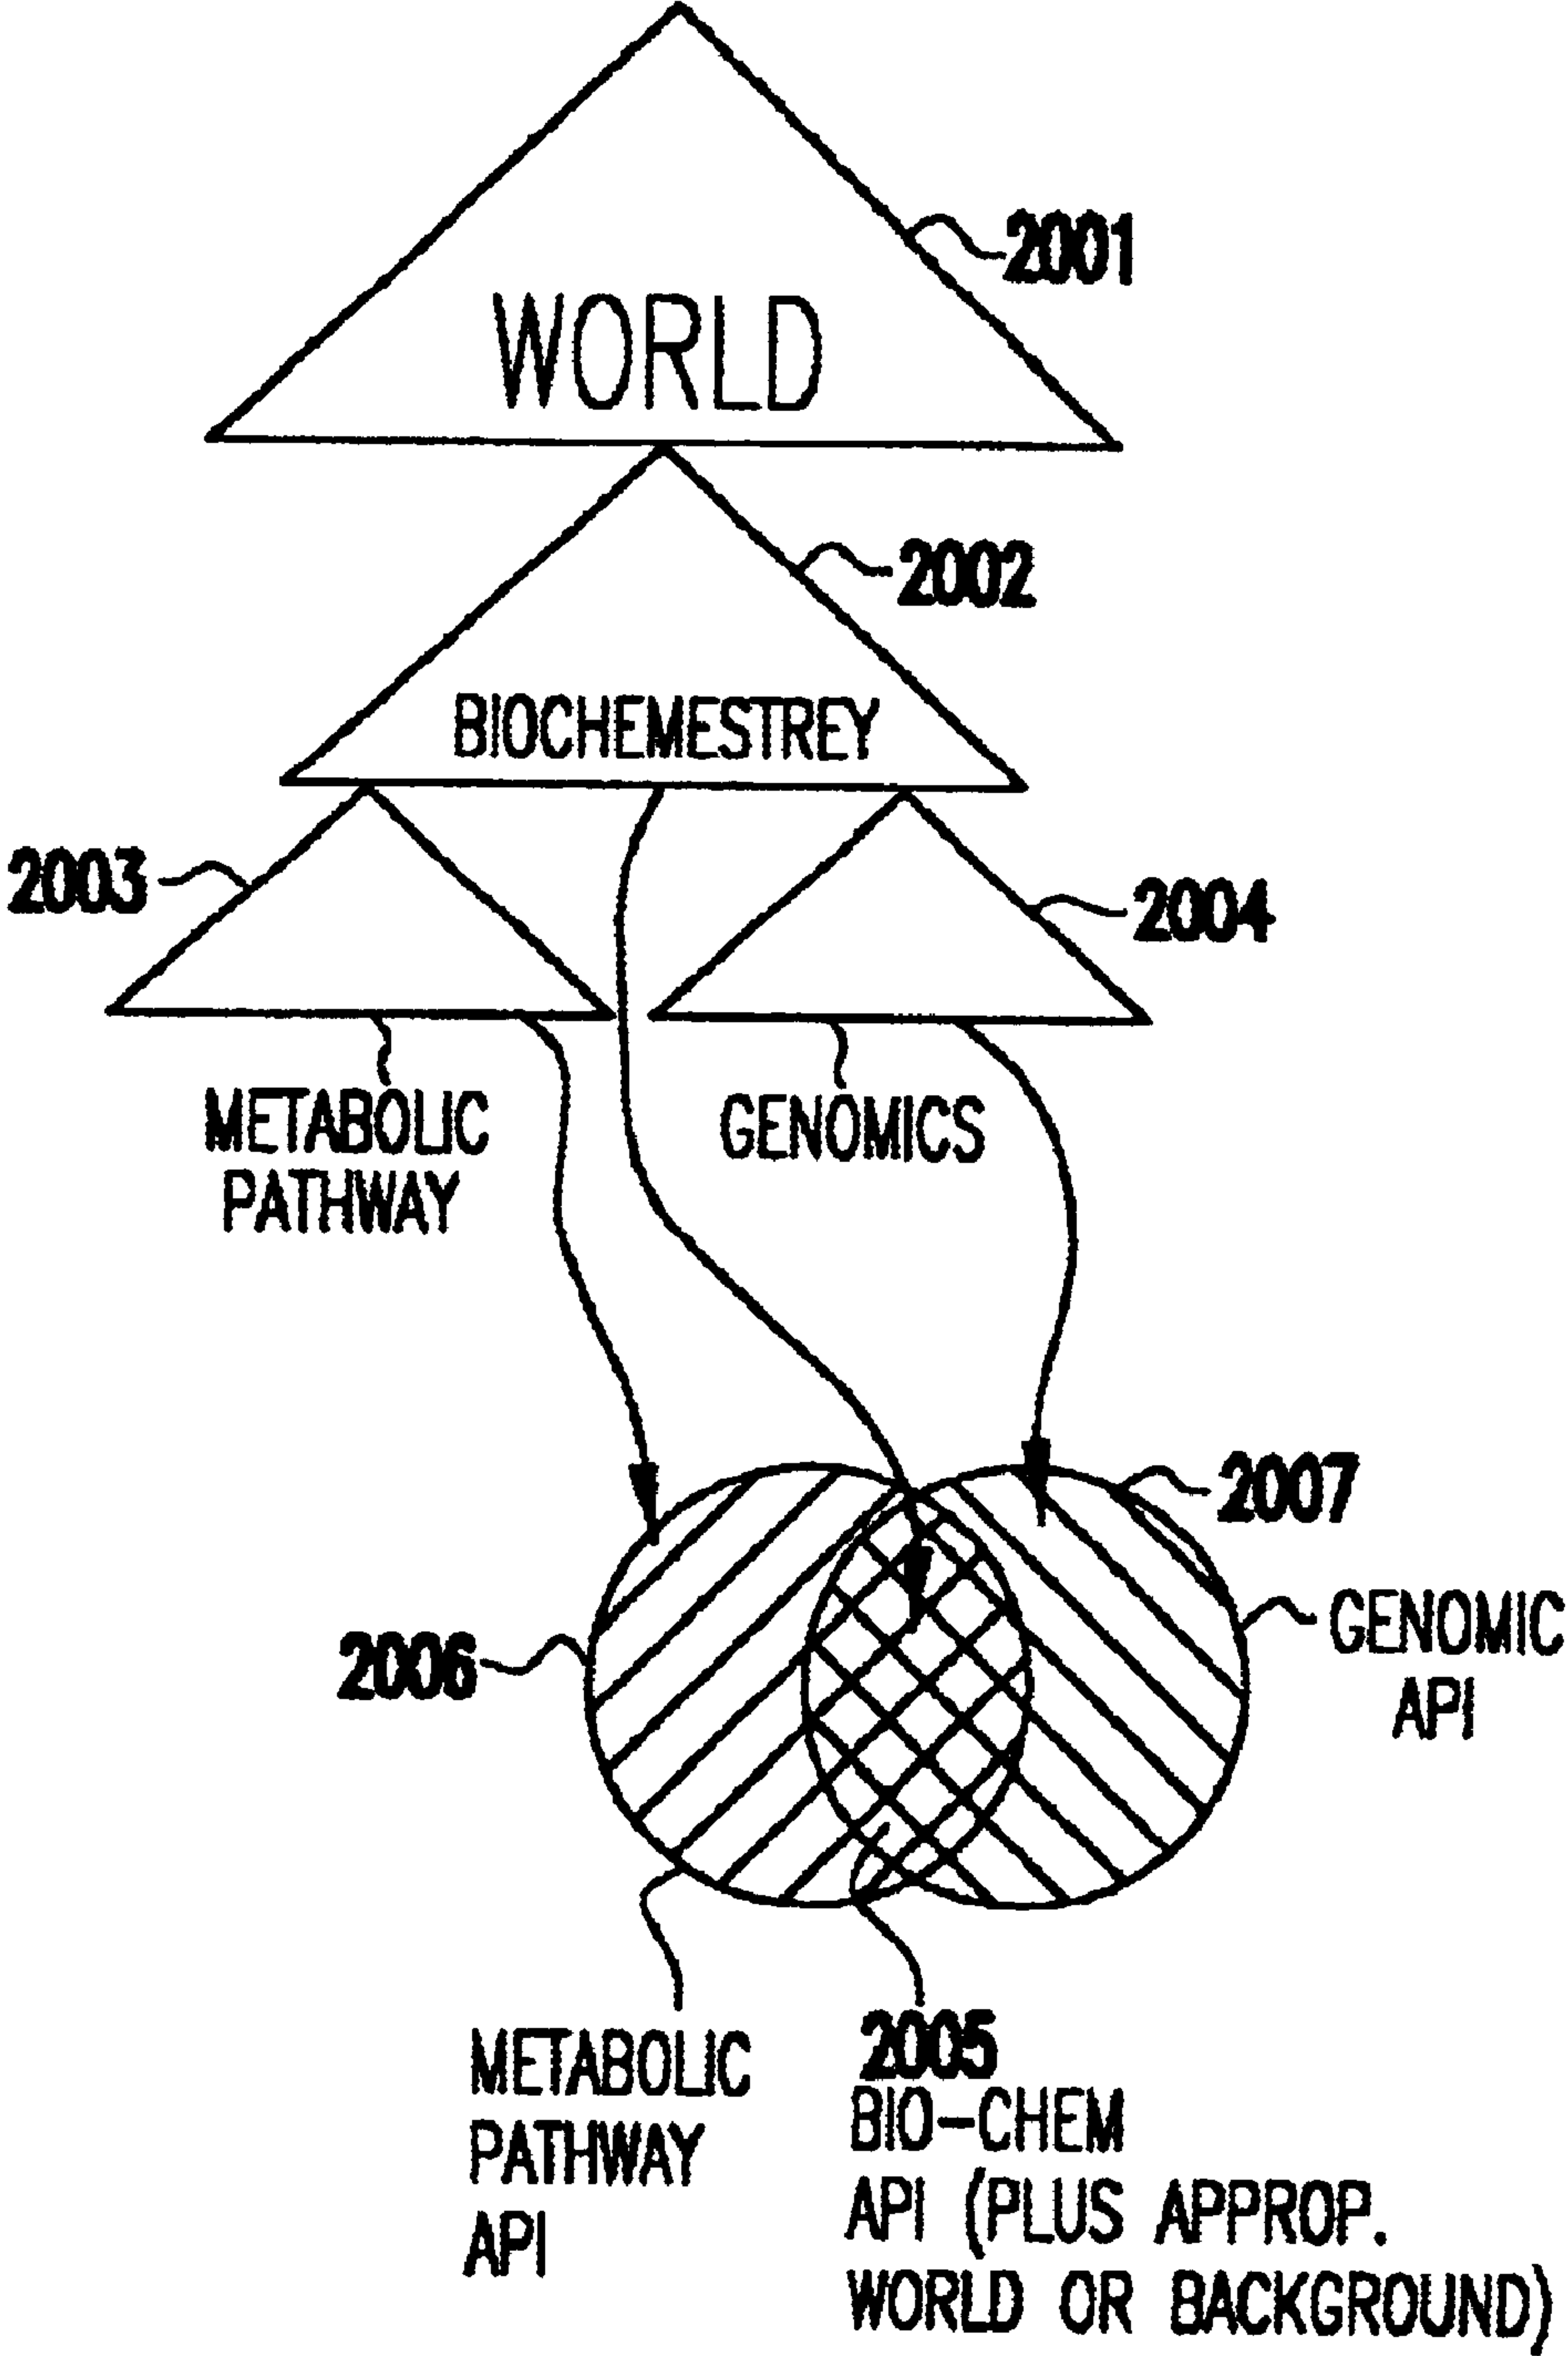 2001
WORLD
2002
BIOCHEMESTREY
2003
2004
METABOLIC
PATHWAY
GENOMICS
2007
GENOMIC
API
2006
METABOLIC
PATHWAY
API
2005
BIO-CHEM
API (PLUS APPROP.
WORLD OR BACKGROUND)